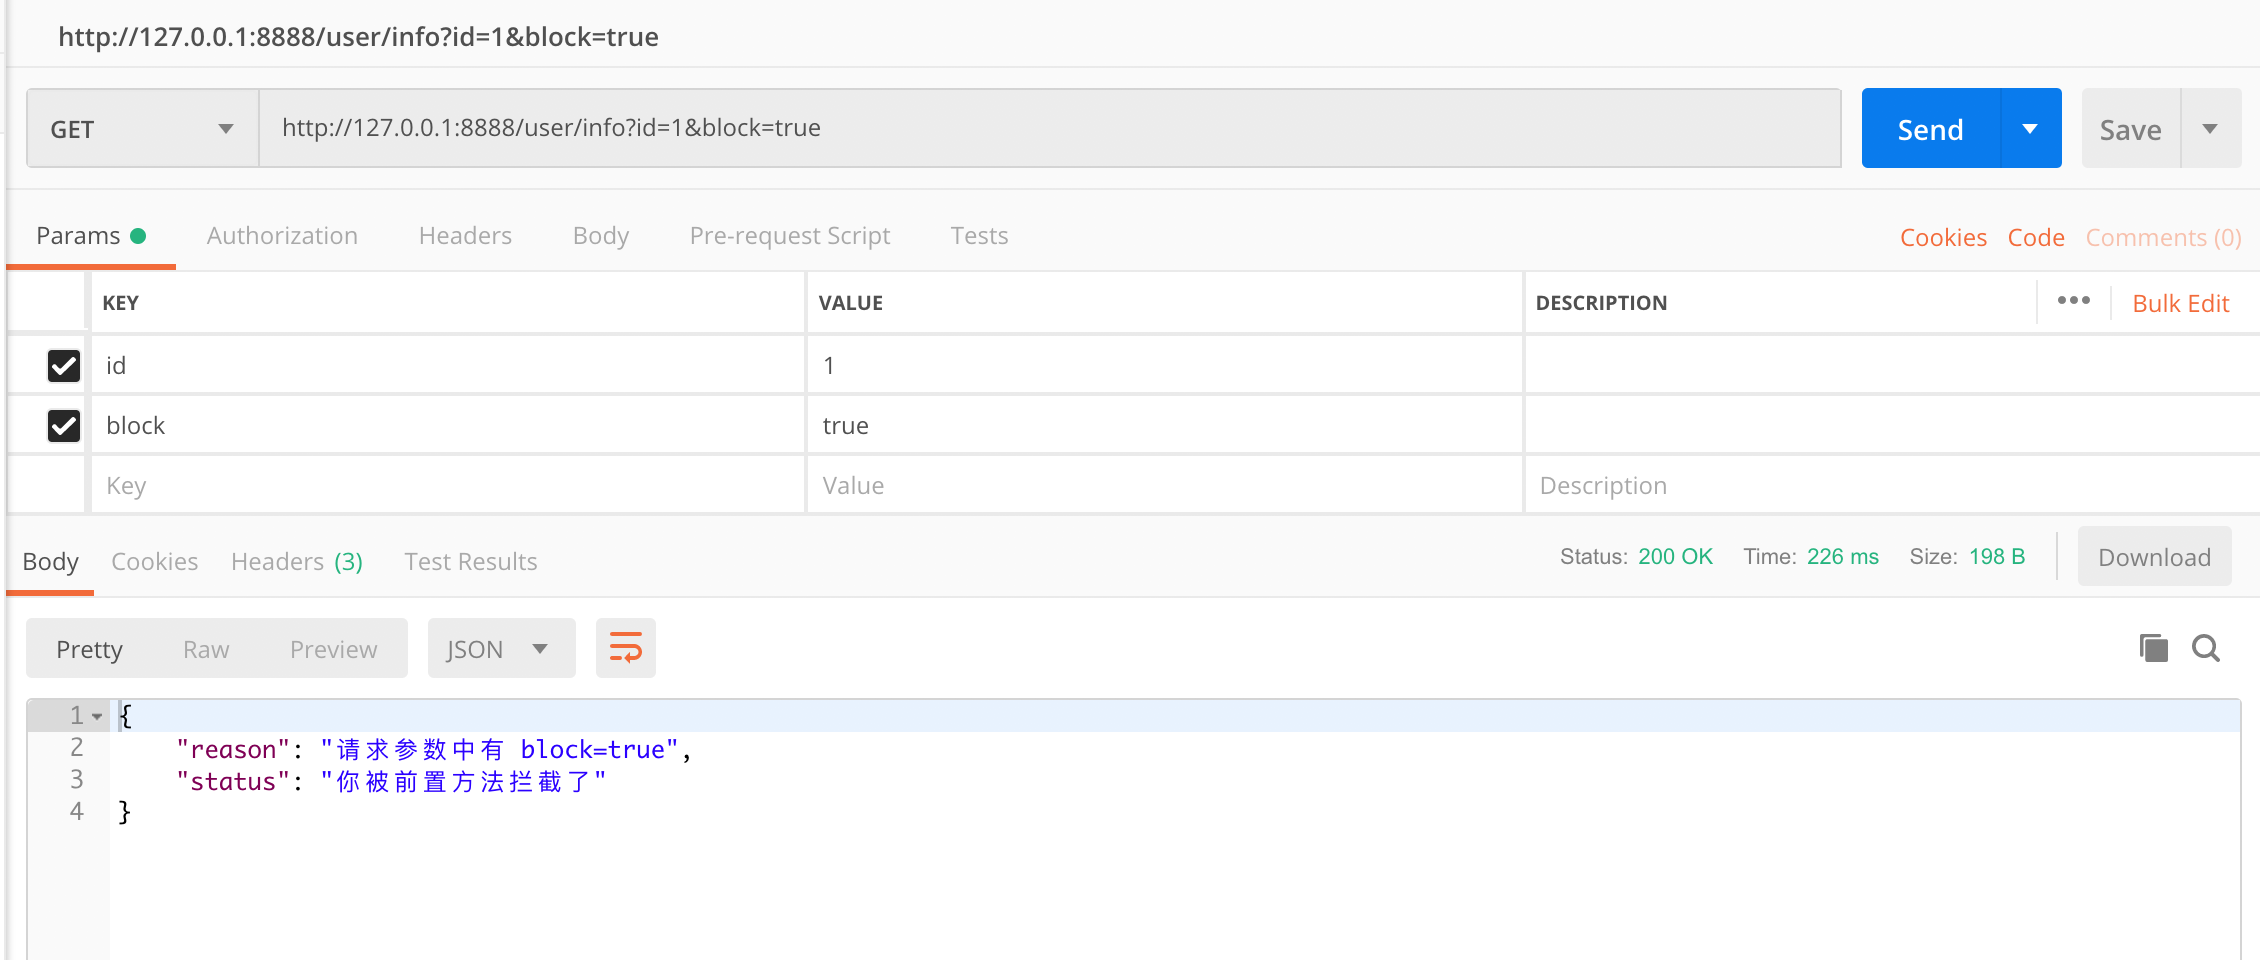 http://127.0.0.1:8888/user/info?id=1&block=true
GET http://127.0.0.1:8888/user/info?id=1&block=true Send Save
Params Authorization Headers Body Pre-request Script Tests Cookies Code Comments (0)
KEY VALUE DESCRIPTION ••• Bulk Edit
id 1
block true
Key Value Description
Body Cookies Headers (3) Test Results Status: 200 OK Time: 226 ms Size: 198 B Download
Pretty Raw Preview JSON
1 {
2 "reason": "请求参数中有 block=true",
3 "status": "你被前置方法拦截了"
4 }